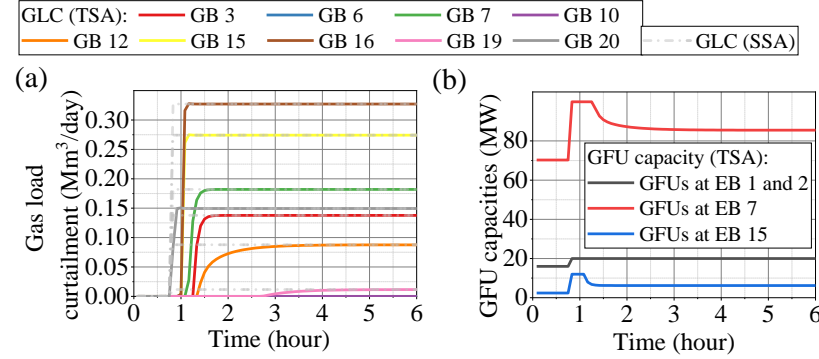 GLC (TSA): GB 3 GB 6 GB 7 GB 10
GB 12 GB 15 GB 16 GB 19 GB 20 GLC (SSA)
(a)
Gas load
curtailment (Mm³/day)
0.30
0.25
0.20
0.15
0.10
0.05
0.00
0 1 2 3 4 5 6
Time (hour)
(b)
GFU capacities (MW)
80
60
40
20
0
GFU capacity (TSA):
GFUs at EB 1 and 2
GFUs at EB 7
GFUs at EB 15
0 1 2 3 4 5 6
Time (hour)